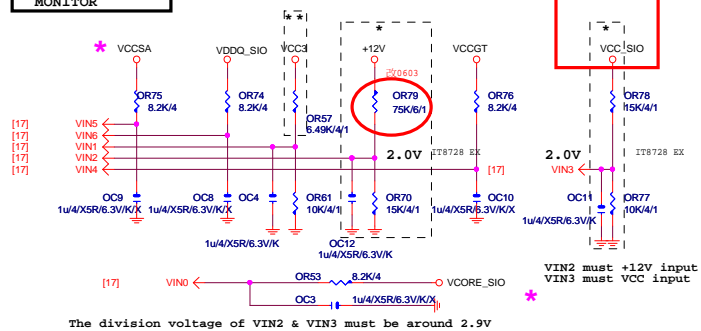 MONITOR
* *
*
*
*
VCCSA
VDDQ_SIO
VCC3
+12V
VCCGT
VCC_SIO
改0603
OR75
8.2K/4
OR74
8.2K/4
OR57
6.49K/4/1
OR79
75K/6/1
OR76
8.2K/4
OR78
15K/4/1
[17] VIN5
[17] VIN6
[17] VIN1
[17] VIN2
[17] VIN4
2.0V
IT8728 EX
[17]
2.0V
IT8728 EX
VIN3
OC9
1u/4/X5R/6.3V/K/X
OC8
1u/4/X5R/6.3V/K/X
OC4
1u/4/X5R/6.3V/K
OR61
10K/4/1
OC12
1u/4/X5R/6.3V/K
OR70
15K/4/1
OC10
1u/4/X5R/6.3V/K/X
OC11
1u/4/X5R/6.3V/K
OR77
10K/4/1
VIN2 must +12V input
VIN3 must VCC input
*
[17] VIN0
OR53
8.2K/4
VCORE_SIO
OC3
1u/4/X5R/6.3V/K/X
The division voltage of VIN2 & VIN3 must be around 2.9V